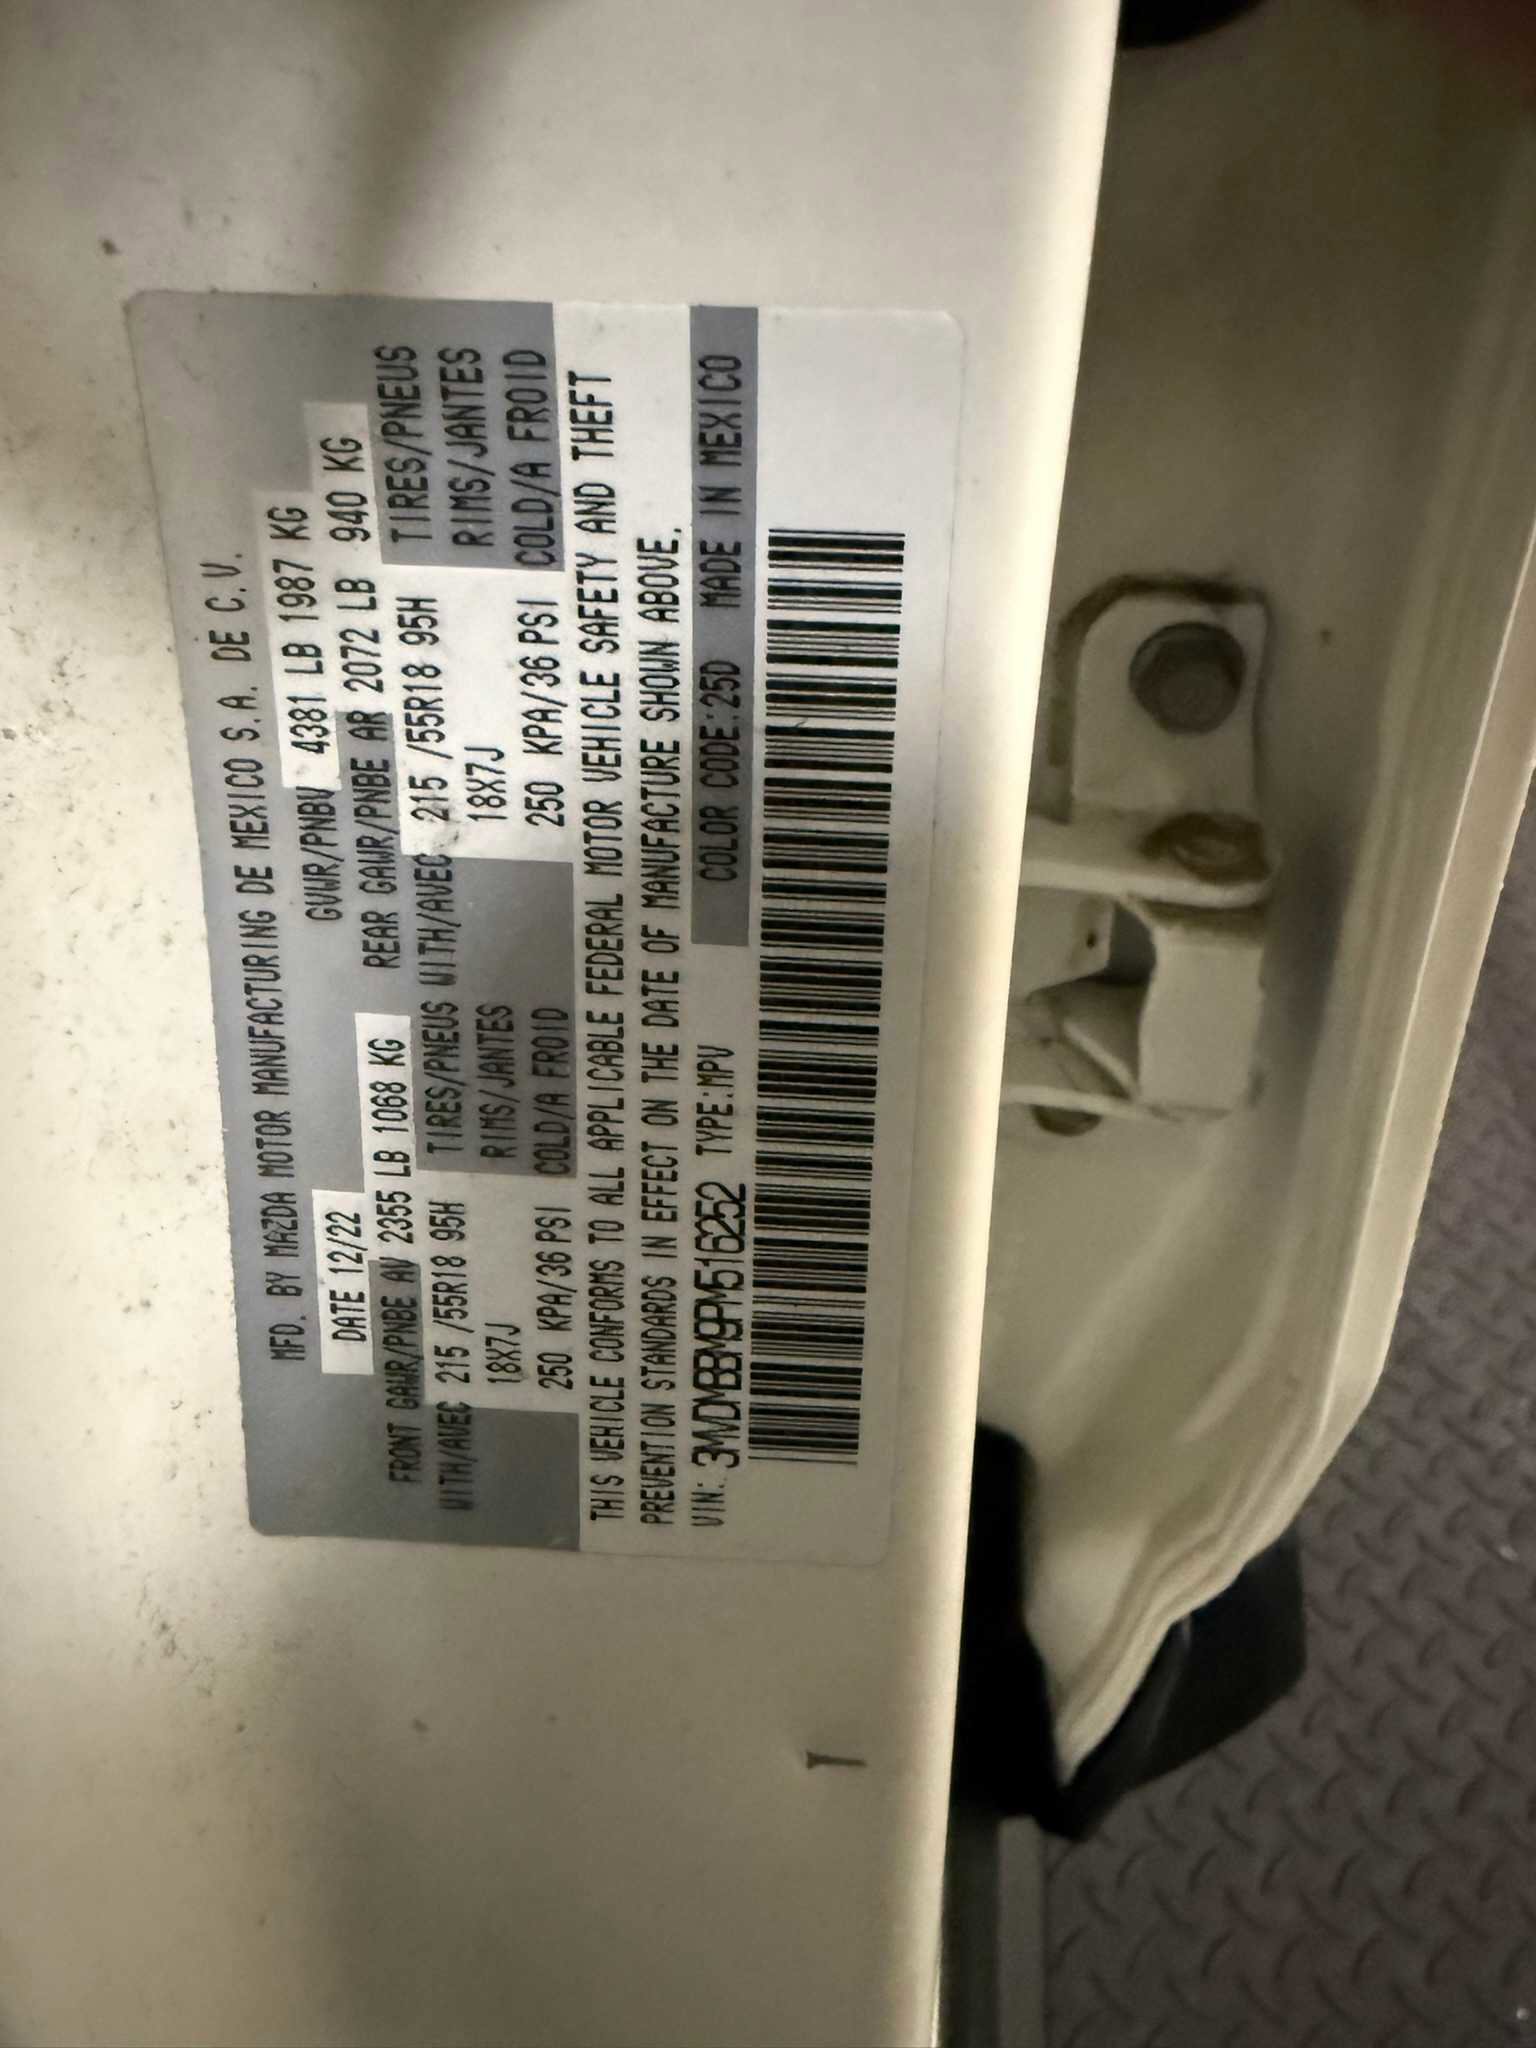 MFD. BY MAZDA MOTOR MANUFACTURING DE MEXICO S.A. DE C.V.
DATE 12/22 GVWR/PNBV 4381 LB 1987 KG
FRONT GAWR/PNBE AV 2355 LB 1068 KG REAR GAWR/PNBE AR 2072 LB 940 KG
WITH/AVEC 215 /55R18 95H TIRES/PNEUS WITH/AVEC 215 /55R18 95H TIRES/PNEUS
18X7J RIMS/JANTES 18X7J RIMS/JANTES
250 KPA/36 PSI COLD/A FROID 250 KPA/36 PSI COLD/A FROID
THIS VEHICLE CONFORMS TO ALL APPLICABLE FEDERAL MOTOR VEHICLE SAFETY AND THEFT
PREVENTION STANDARDS IN EFFECT ON THE DATE OF MANUFACTURE SHOWN ABOVE.
VIN: 3MVDMBBM9PM516252 TYPE:MPV COLOR CODE:25D MADE IN MEXICO